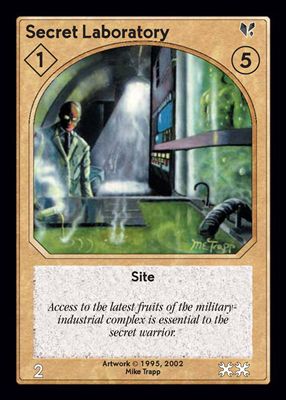 Secret Laboratory
1
5
M.E.Trapp
Site
Access to the latest fruits of the military-
industrial complex is essential to the
secret warrior.
Artwork © 1995, 2002
Mike Trapp
2